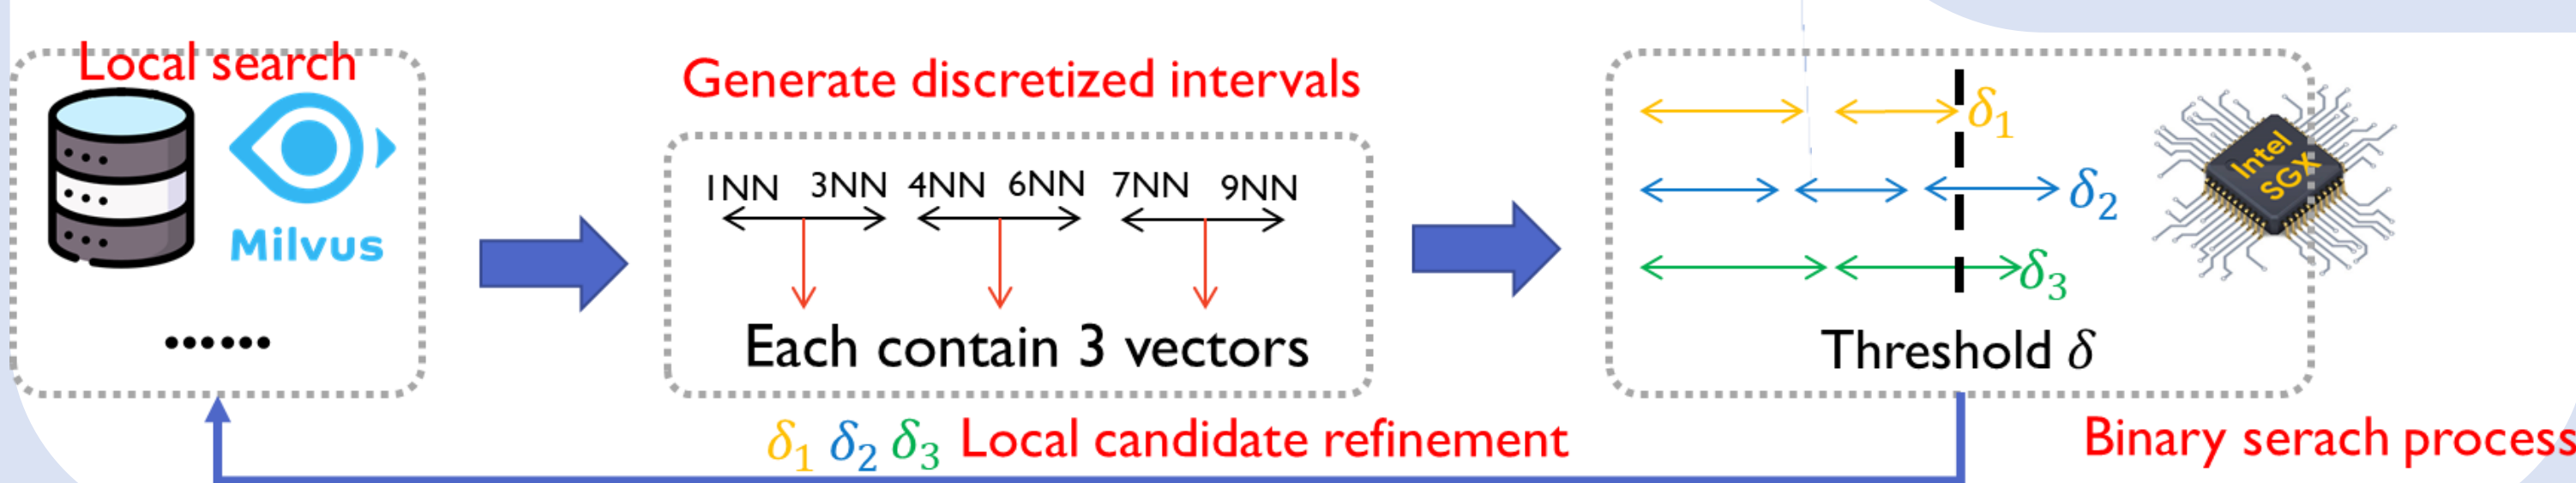 Local search
Milvus
......
Generate discretized intervals
1NN 3NN 4NN 6NN 7NN 9NN
Each contain 3 vectors
δ₁ δ₂ δ₃ Local candidate refinement
δ₁
δ₂
δ₃
Threshold δ
Intel
SGX
Binary serach process